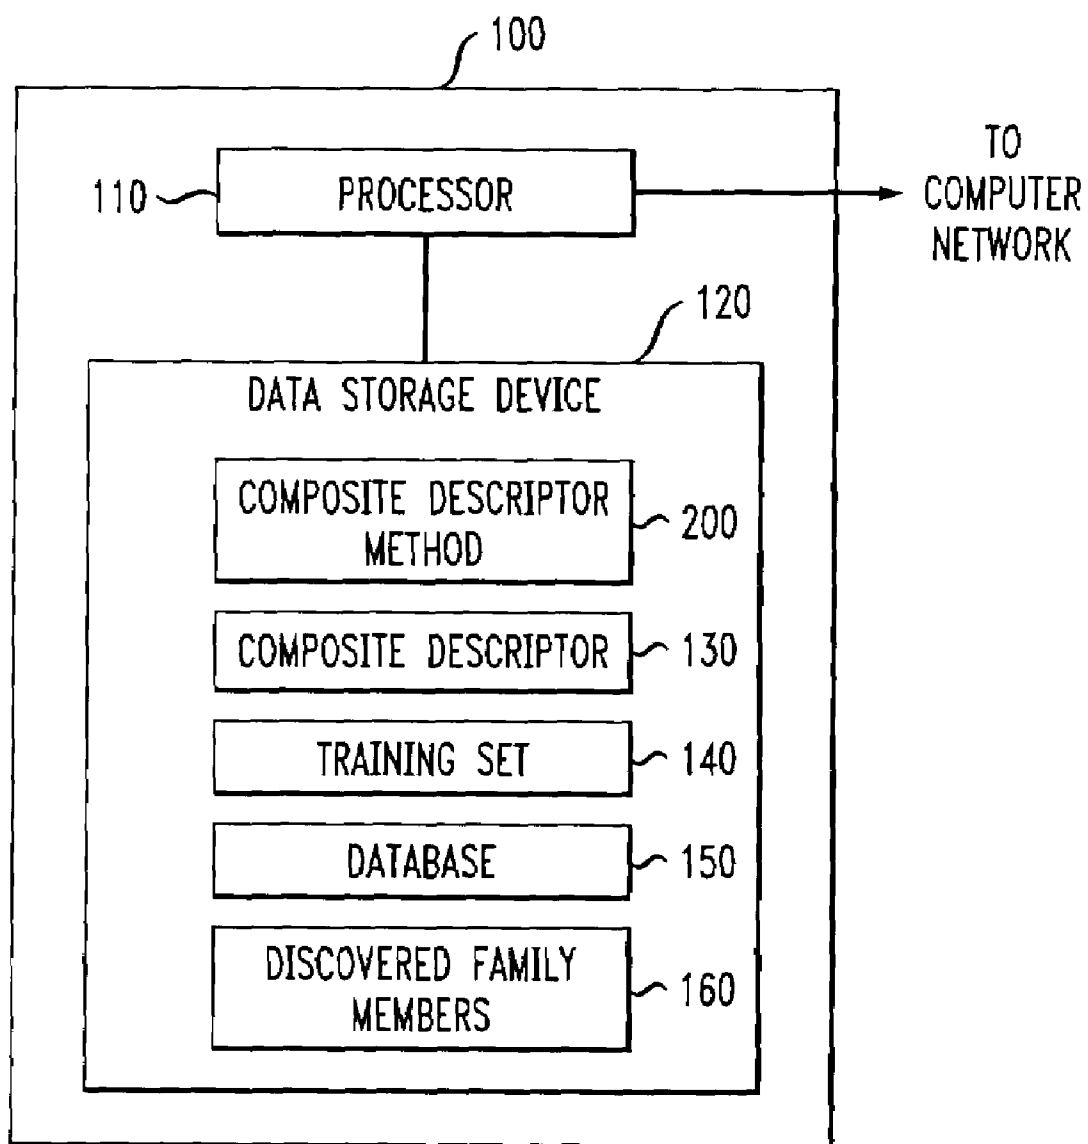 100
110
PROCESSOR
TO
COMPUTER
NETWORK
120
DATA STORAGE DEVICE
COMPOSITE DESCRIPTOR
METHOD
200
COMPOSITE DESCRIPTOR
130
TRAINING SET
140
DATABASE
150
DISCOVERED FAMILY
MEMBERS
160